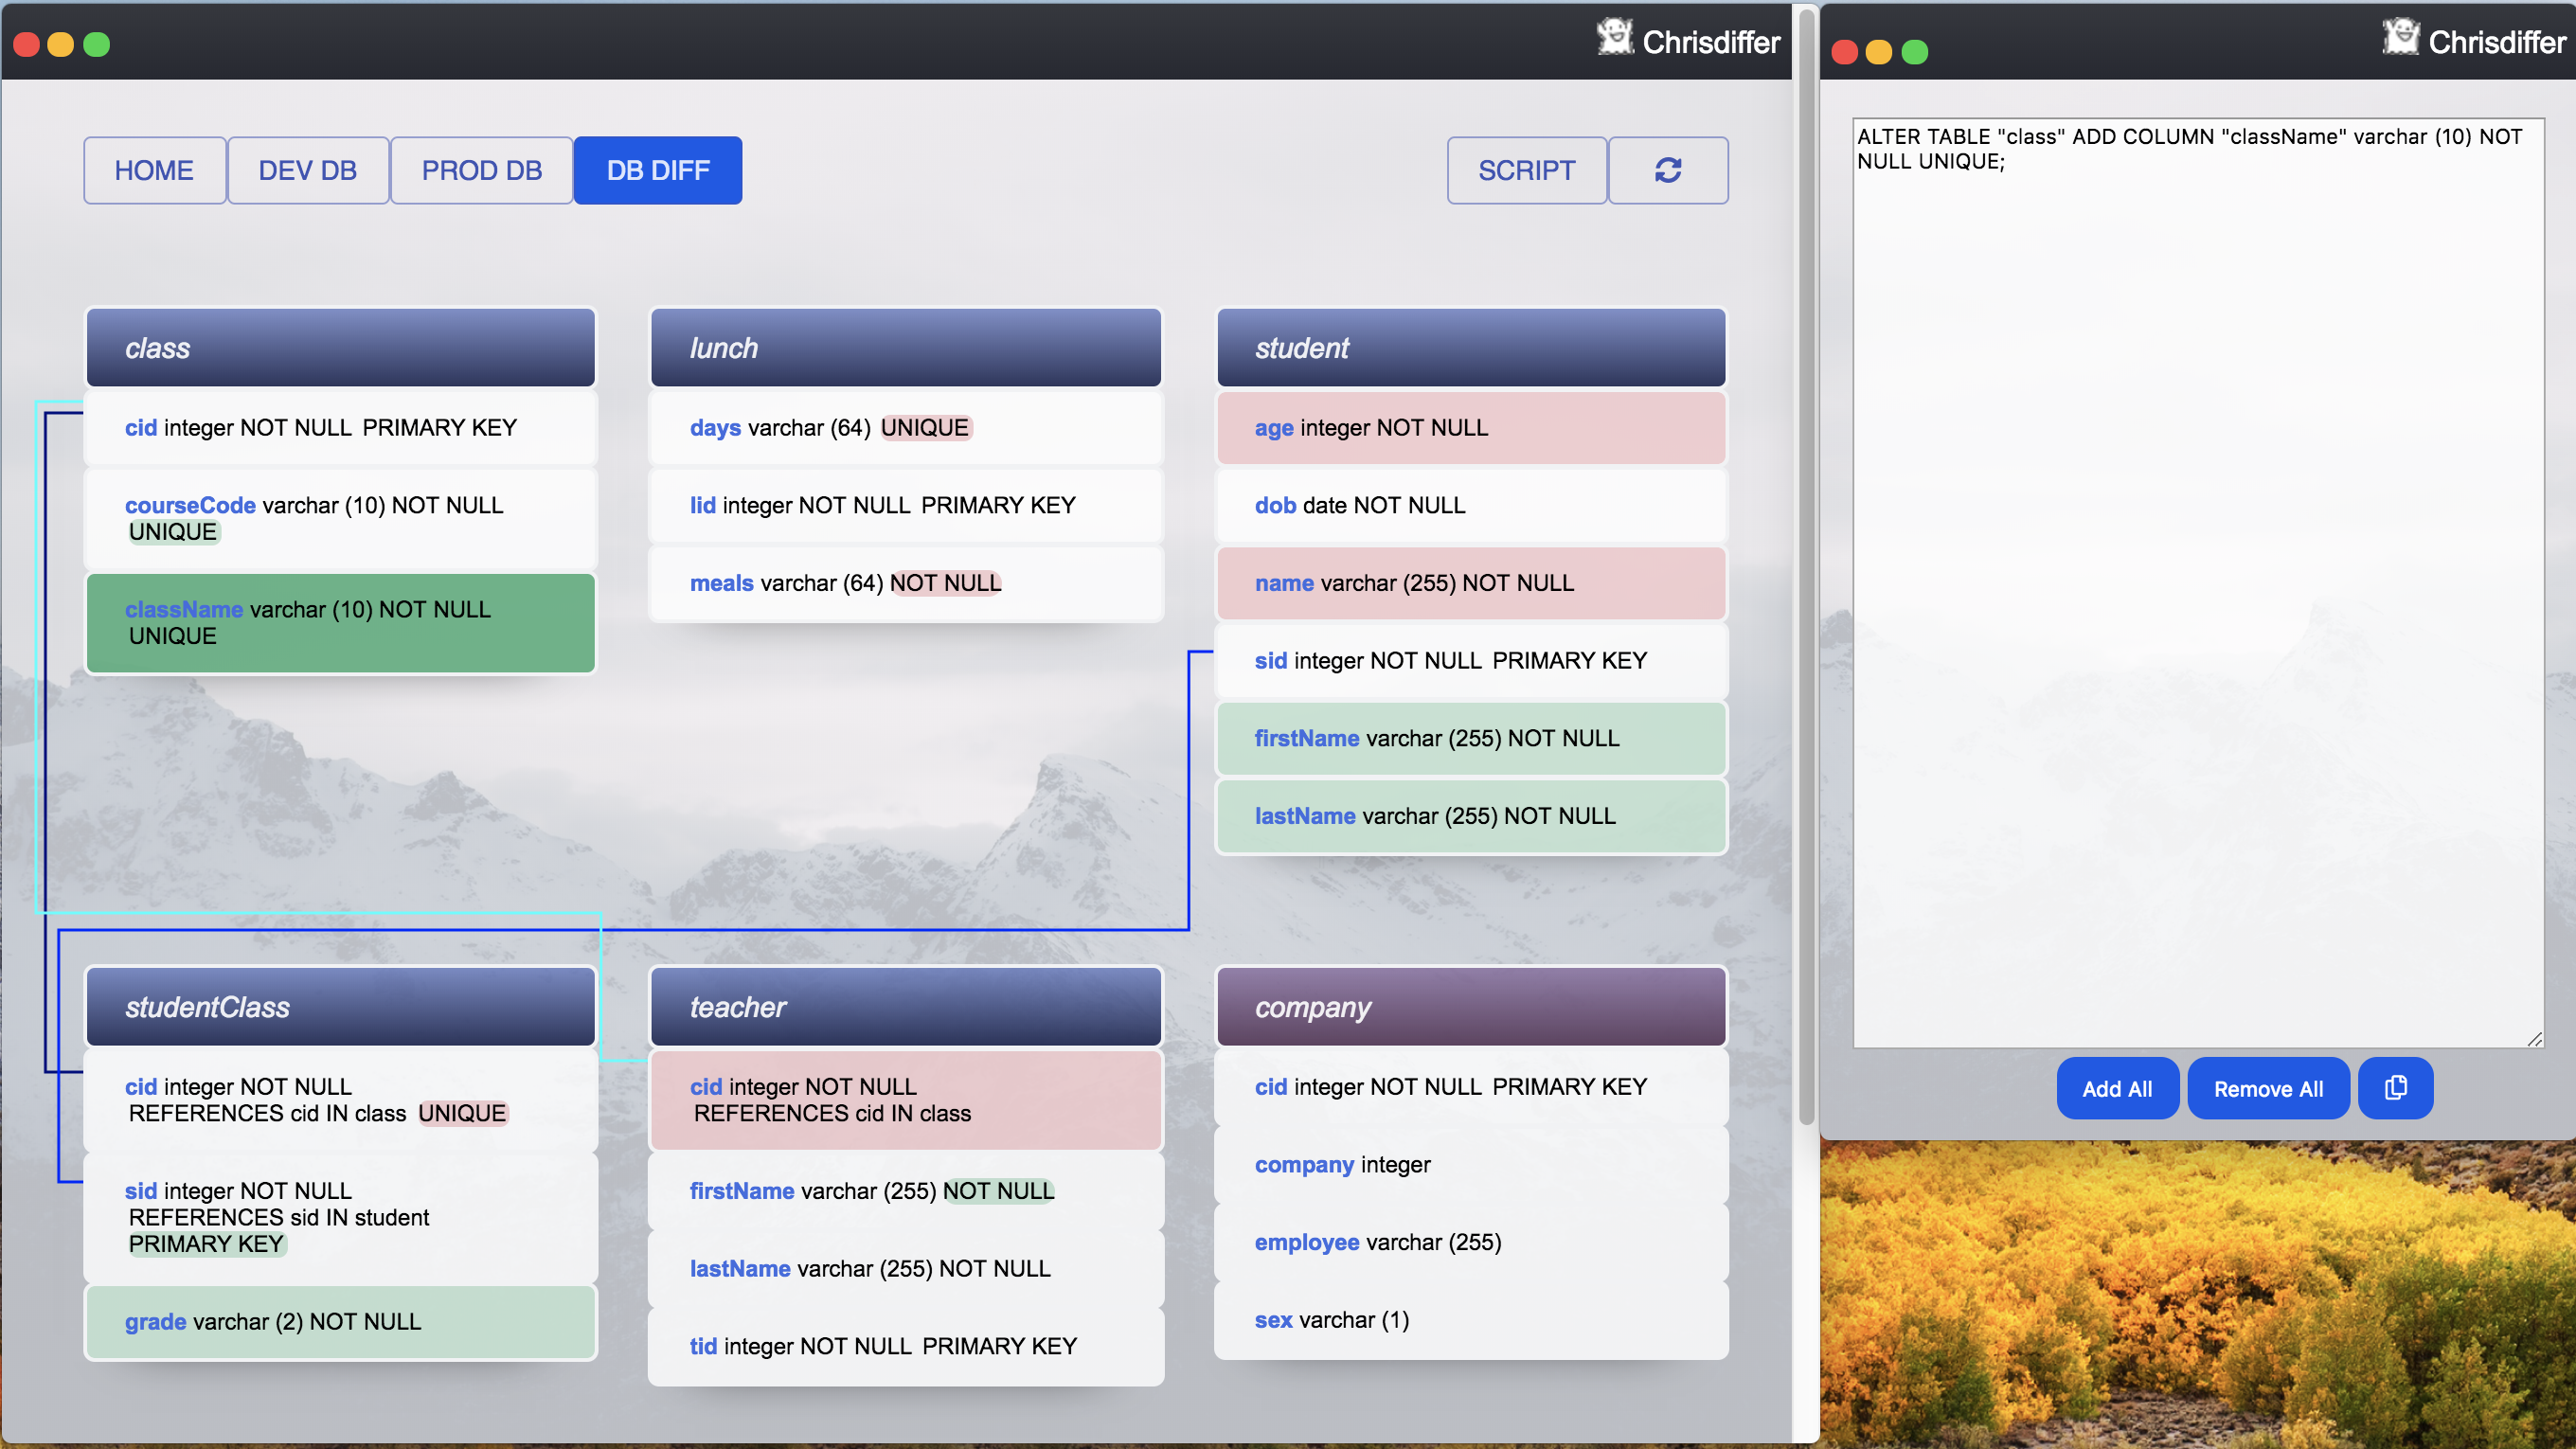 Chrisdiffer
HOME
DEV DB
PROD DB
DB DIFF
SCRIPT
class
cid integer NOT NULL PRIMARY KEY
courseCode varchar (10) NOT NULL
UNIQUE
className varchar (10) NOT NULL
UNIQUE
lunch
days varchar (64) UNIQUE
lid integer NOT NULL PRIMARY KEY
meals varchar (64) NOT NULL
student
age integer NOT NULL
dob date NOT NULL
name varchar (255) NOT NULL
sid integer NOT NULL PRIMARY KEY
firstName varchar (255) NOT NULL
lastName varchar (255) NOT NULL
studentClass
cid integer NOT NULL
REFERENCES cid IN class UNIQUE
sid integer NOT NULL
REFERENCES sid IN student
PRIMARY KEY
grade varchar (2) NOT NULL
teacher
cid integer NOT NULL
REFERENCES cid IN class
firstName varchar (255) NOT NULL
lastName varchar (255) NOT NULL
tid integer NOT NULL PRIMARY KEY
company
cid integer NOT NULL PRIMARY KEY
company integer
employee varchar (255)
sex varchar (1)
Chrisdiffer
ALTER TABLE "class" ADD COLUMN "className" varchar (10) NOT
NULL UNIQUE;
Add All
Remove All